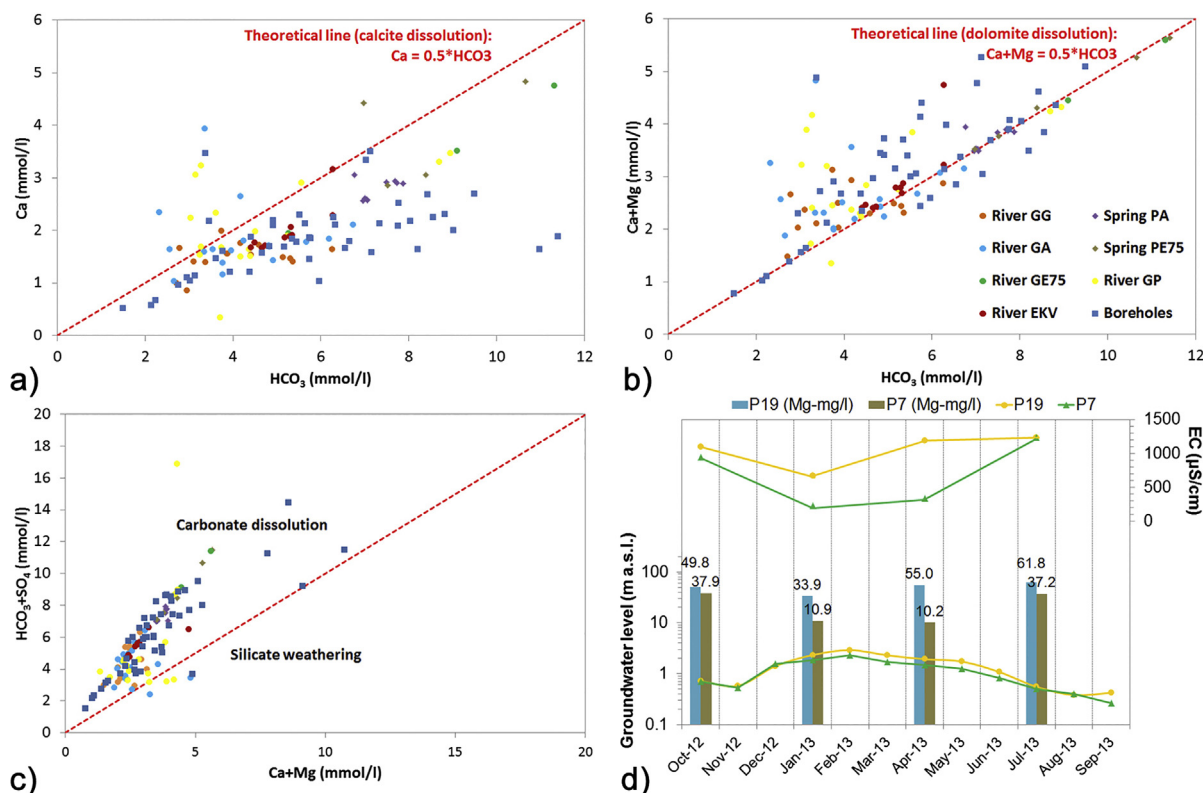 Theoretical line (calcite dissolution):
Ca = 0.5*HCO3
Ca (mmol/l)
6
5
4
3
2
1
0
0 2 4 6 8 10 12
HCO3 (mmol/l)
a)
Theoretical line (dolomite dissolution):
Ca+Mg = 0.5*HCO3
Ca+Mg (mmol/l)
6
5
4
3
2
1
0
River GG Spring PA
River GA Spring PE75
River GE75 River GP
River EKV Boreholes
0 2 4 6 8 10 12
HCO3 (mmol/l)
b)
HCO3+SO4 (mmol/l)
20
18
16
14
12
10
8
6
4
2
0
Carbonate dissolution
Silicate weathering
0 5 10 15 20
Ca+Mg (mmol/l)
c)
P19 (Mg-mg/l) P7 (Mg-mg/l) P19 P7
1500
1000
500
0
EC (µS/cm)
Groundwater level (m a.s.l.)
100
10
1
0.1
49.8
37.9
33.9
10.9
55.0
10.2
61.8
37.2
Oct-12 Nov-12 Dec-12 Jan-13 Feb-13 Mar-13 Apr-13 May-13 Jun-13 Jul-13 Aug-13 Sep-13
d)